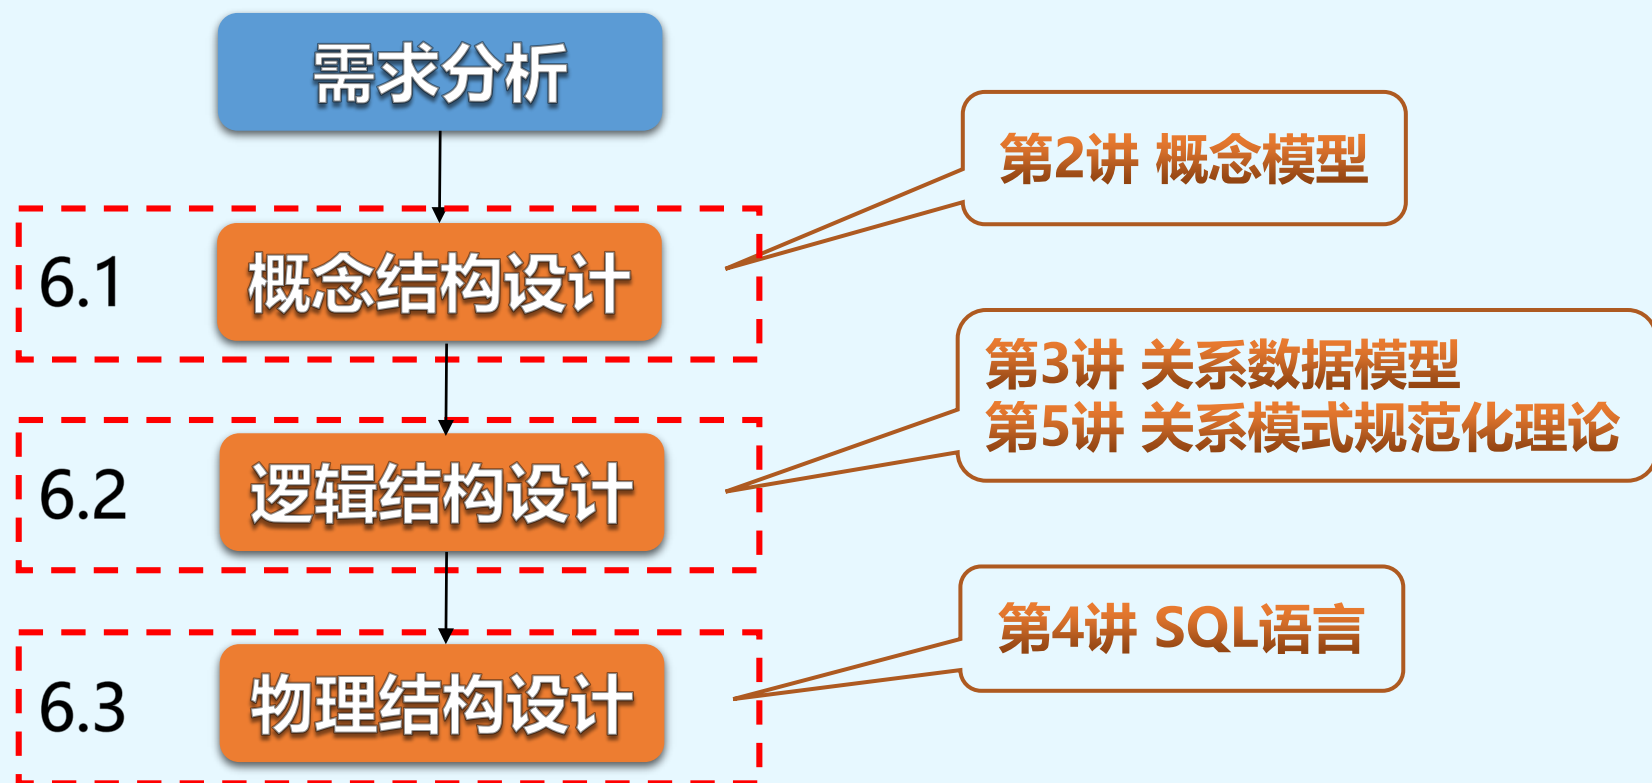 需求分析
第2讲 概念模型
6.1
概念结构设计
第3讲 关系数据模型
第5讲 关系模式规范化理论
6.2
逻辑结构设计
第4讲 SQL语言
6.3
物理结构设计